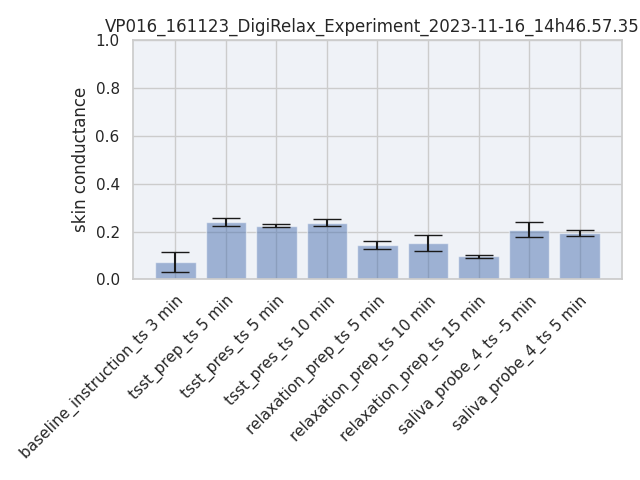 VP016_161123_DigiRelax_Experiment_2023-11-16_14h46.57.35
skin conductance
1.0
0.8
0.6
0.4
0.2
0.0
baseline_instruction_ts 3 min
tsst_prep_ts 5 min
tsst_pres_ts 5 min
tsst_pres_ts 10 min
relaxation_prep_ts 5 min
relaxation_prep_ts 10 min
relaxation_prep_ts 15 min
saliva_probe_4_ts -5 min
saliva_probe_4_ts 5 min